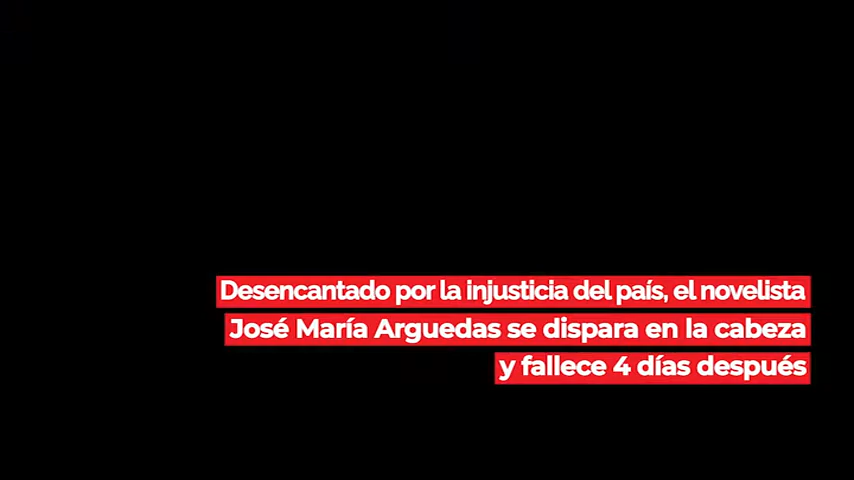 Desencantado por la injusticia del país, el novelista
José María Arguedas se dispara en la cabeza
y fallece 4 días después